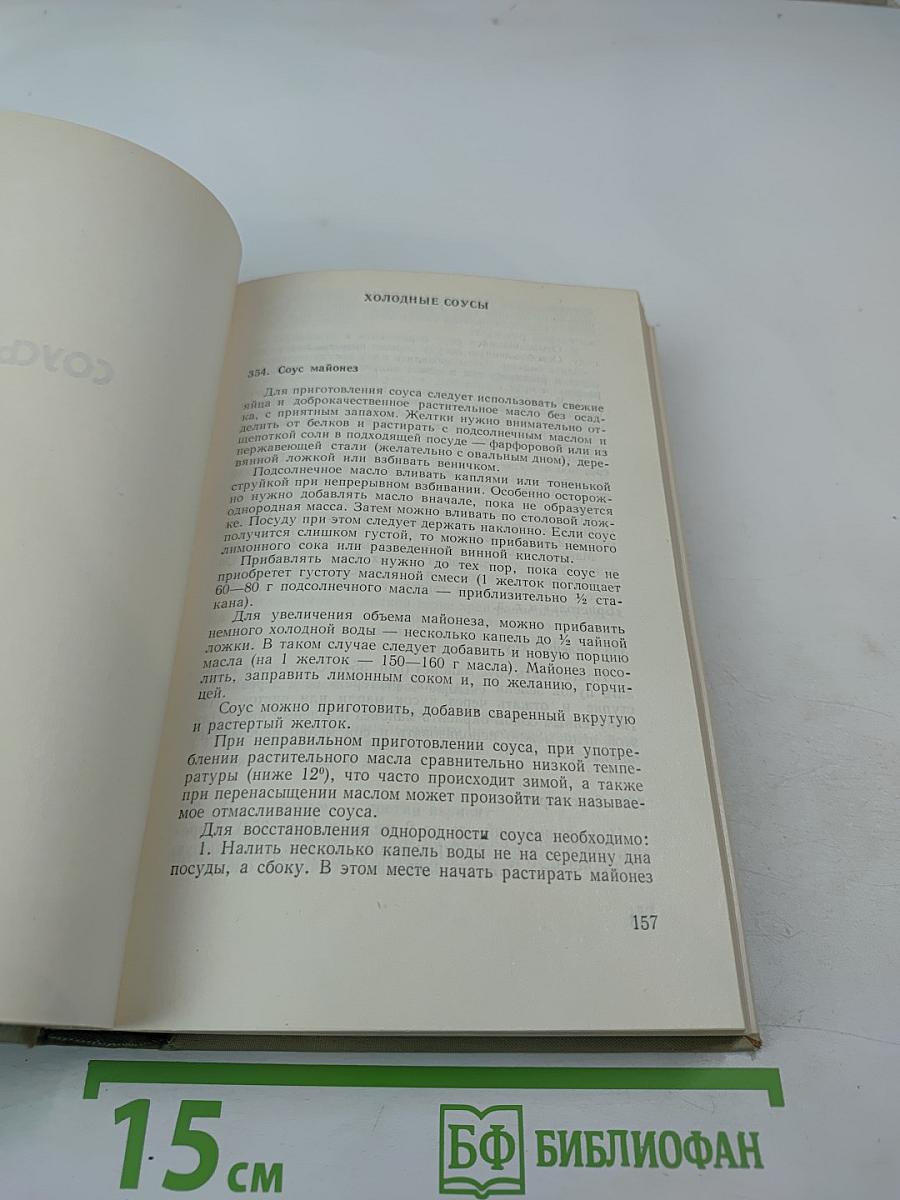 СОУСЬ
ХОЛОДНЫЕ СОУСЫ
354. Соус майонез
Для приготовления соуса следует использовать свежие
яйца и доброкачественное растительное масло без осад-
ка, с приятным запахом. Желтки нужно внимательно от-
делить от белков и растирать с подсолнечным маслом и
щепоткой соли в подходящей посуде — фарфоровой или из
нержавеющей стали (желательно с овальным дном), дере-
вянной ложкой или взбивать веничком.
Подсолнечное масло вливать каплями или тоненькой
струйкой при непрерывном взбивании. Особенно осторож-
но нужно добавлять масло вначале, пока не образуется
однородная масса. Затем можно вливать по столовой лож-
ке. Посуду при этом следует держать наклонно. Если соус
получится слишком густой, то можно прибавить немного
лимонного сока или разведенной винной кислоты.
Прибавлять масло нужно до тех пор, пока соус не
приобретет густоту масляной смеси (1 желток поглощает
60—80 г подсолнечного масла — приблизительно ½ ста-
кана).
Для увеличения объема майонеза, можно прибавить
немного холодной воды — несколько капель до ½ чайной
ложки. В таком случае следует добавить и новую порцию
масла (на 1 желток — 150—160 г масла). Майонез посо-
лить, заправить лимонным соком и, по желанию, горчи-
цей.
Соус можно приготовить, добавив сваренный вкрутую
и растертый желток.
При неправильном приготовлении соуса, при употре-
блении растительного масла сравнительно низкой темпе-
ратуры (ниже 12⁰), что часто происходит зимой, а также
при перенасыщении маслом может произойти так называе-
мое отмасливание соуса.
Для восстановления однородности соуса необходимо:
1. Налить несколько капель воды не на середину дна
посуды, а сбоку. В этом месте начать растирать майонез
157
15 см
БФ БИБЛИОФАН